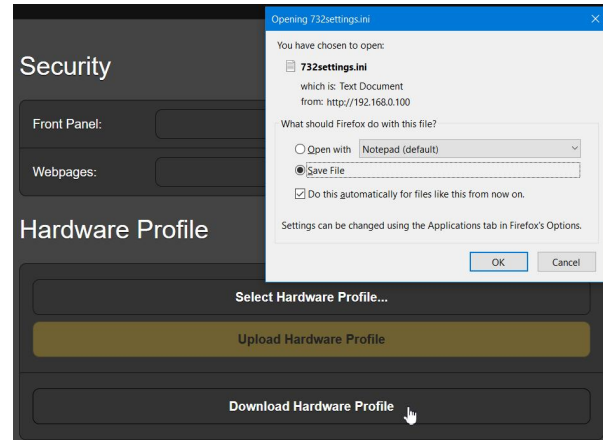 Opening 732settings.ini
You have chosen to open:
732settings.ini
which is: Text Document
from: http://192.168.0.100
What should Firefox do with this file?
Open with Notepad (default)
Save File
Do this automatically for files like this from now on.
Settings can be changed using the Applications tab in Firefox's Options.
OK Cancel
Security
Front Panel:
Webpages:
Hardware Profile
Select Hardware Profile...
Upload Hardware Profile
Download Hardware Profile